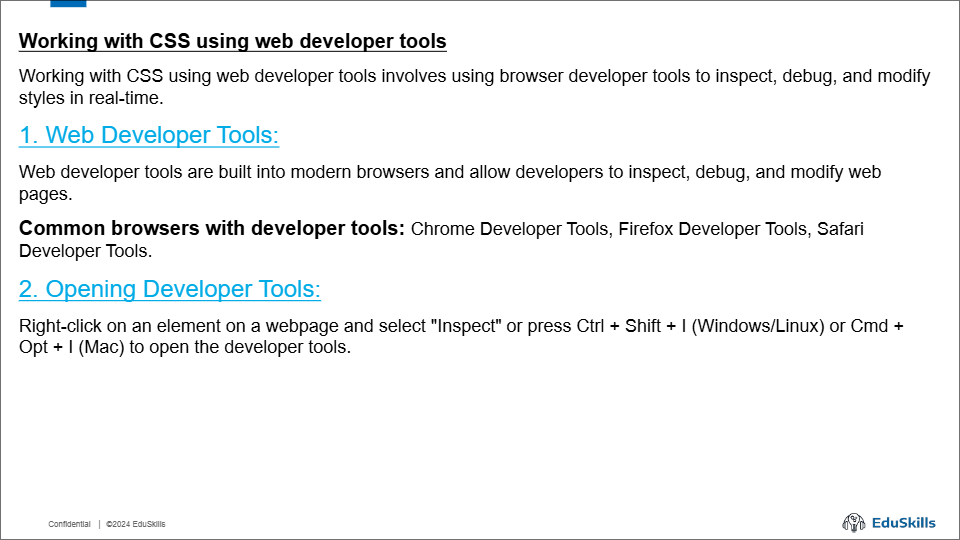 Working with CSS using web developer tools
Working with CSS using web developer tools involves using browser developer tools to inspect, debug, and modify
styles in real-time.
1. Web Developer Tools:
Web developer tools are built into modern browsers and allow developers to inspect, debug, and modify web
pages.
Common browsers with developer tools: Chrome Developer Tools, Firefox Developer Tools, Safari
Developer Tools.
2. Opening Developer Tools:
Right-click on an element on a webpage and select "Inspect" or press Ctrl + Shift + I (Windows/Linux) or Cmd +
Opt + I (Mac) to open the developer tools.
Confidential | ©2024 EduSkills
EduSkills